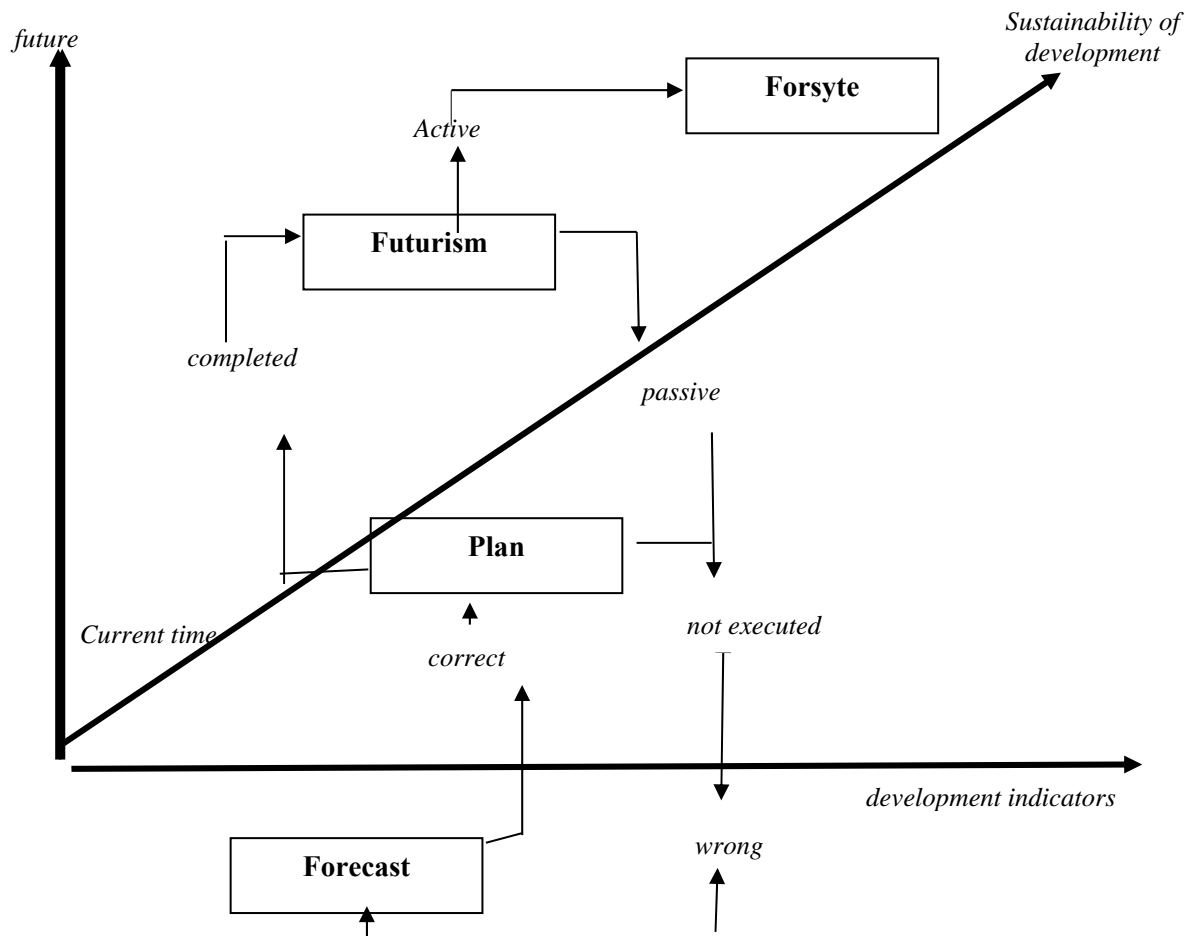 future
Sustainability of
development
Forsyte
Active
Futurism
completed
passive
Plan
Current time
not executed
correct
development indicators
wrong
Forecast